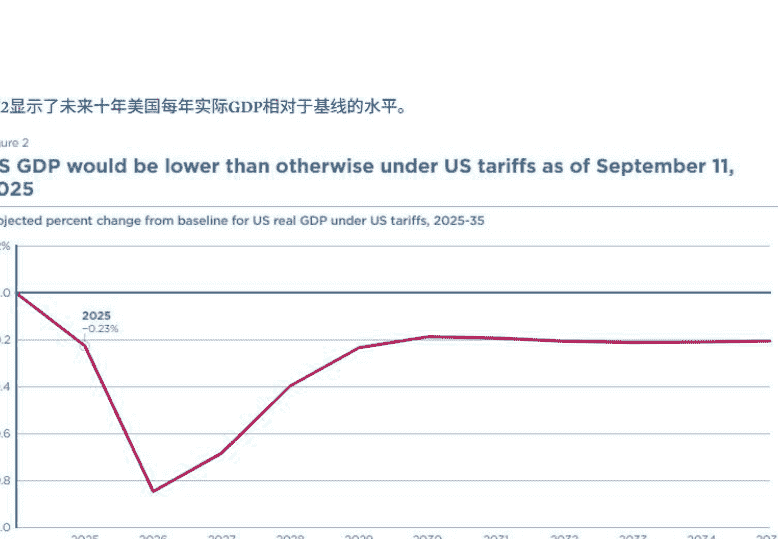 2显示了未来十年美国每年实际GDP相对于基线的水平。
ure 2
S GDP would be lower than otherwise under US tariffs as of September 11,
025
ojected percent change from baseline for US real GDP under US tariffs, 2025-35
%
.0
2025
−0.23%
.2
.4
.6
.8
.0
2025 2026 2027 2028 2029 2030 2031 2032 2033 2034